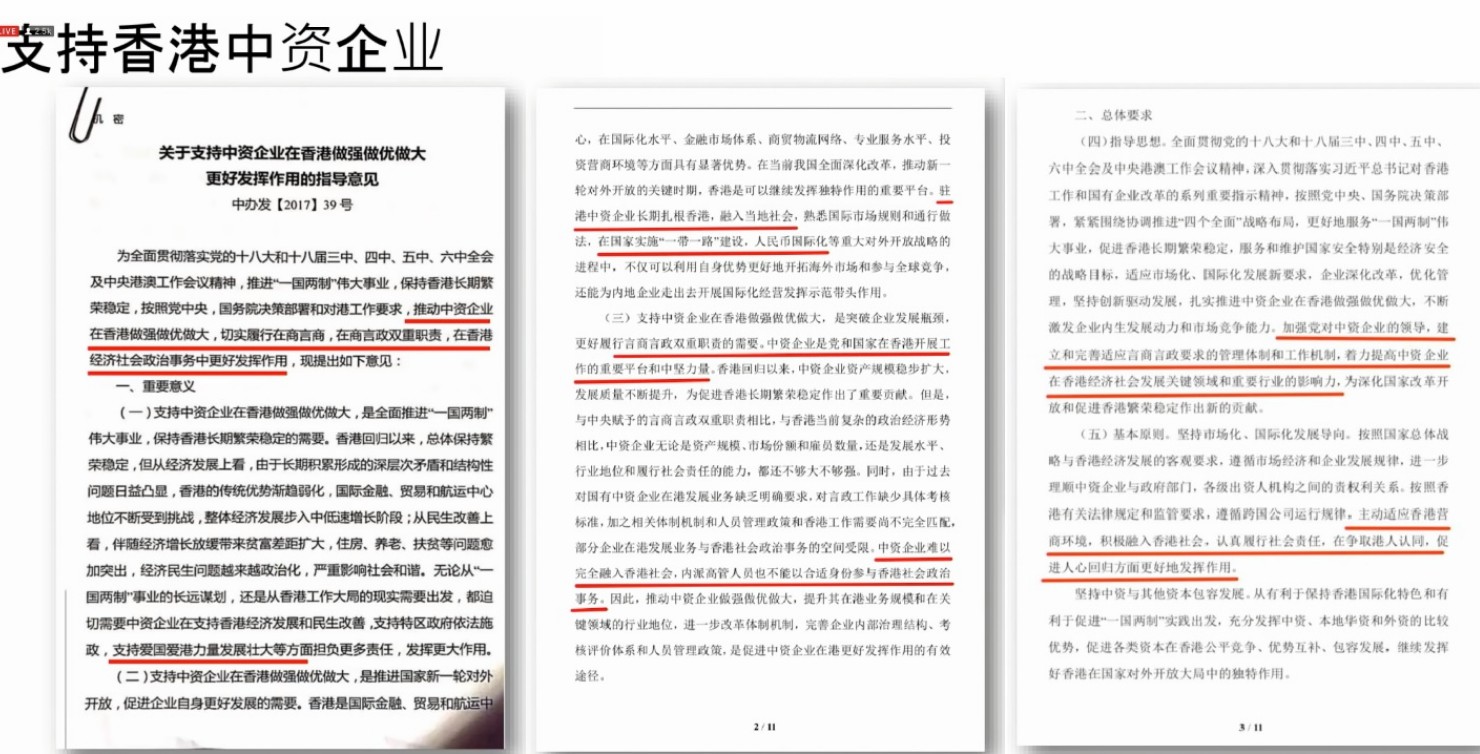 LIVE 2.5k
支持香港中资企业
机 密
关于支持中资企业在香港做强做优做大
更好发挥作用的指导意见
中办发【2017】39 号
为全面贯彻落实党的十八大和十八届三中、四中、五中、六中全会
及中央港澳工作会议精神，推进“一国两制”伟大事业，保持香港长期繁
荣稳定，按照党中央，国务院决策部署和对港工作要求，推动中资企业
在香港做强做优做大，切实履行在商言商，在商言政双重职责，在香港
经济社会政治事务中更好发挥作用，现提出如下意见：
一、重要意义
（一）支持中资企业在香港做强做优做大，是全面推进“一国两制”
伟大事业，保持香港长期繁荣稳定的需要。香港回归以来，总体保持繁
荣稳定，但从经济发展上看，由于长期积累形成的深层次矛盾和结构性
问题日益凸显，香港的传统优势渐趋弱化，国际金融、贸易和航运中心
地位不断受到挑战，整体经济发展步入中低速增长阶段；从民生改善上
看，伴随经济增长放缓带来贫富差距扩大，住房、养老、扶贫等问题愈
加突出，经济民生问题越来越政治化，严重影响社会和谐。无论从“一
国两制”事业的长远谋划，还是从香港工作大局的现实需要出发，都迫
切需要中资企业在支持香港经济发展和民生改善，支持特区政府依法施
政，支持爱国爱港力量发展壮大等方面担负更多责任，发挥更大作用。
（二）支持中资企业在香港做强做优做大，是推进国家新一轮对外
开放，促进企业自身更好发展的需要。香港是国际金融、贸易和航运中
心，在国际化水平、金融市场体系、商贸物流网络、专业服务水平、投
资营商环境等方面具有显著优势。在当前我国全面深化改革，推动新一
轮对外开放的关键时期，香港是可以继续发挥独特作用的重要平台。驻
港中资企业长期扎根香港，融入当地社会，熟悉国际市场规则和通行做
法，在国家实施“一带一路”建设，人民币国际化等重大对外开放战略的
进程中，不仅可以利用自身优势更好地开拓海外市场和参与全球竞争，
还能为内地企业走出去开展国际化经营发挥示范带头作用。
（三）支持中资企业在香港做强做优做大，是突破企业发展瓶颈，
更好履行言商言政双重职责的需要。中资企业是党和国家在香港开展工
作的重要平台和中坚力量。香港回归以来，中资企业资产规模稳步扩大，
发展质量不断提升，为促进香港长期繁荣稳定作出了重要贡献。但是，
与中央赋予的言商言政双重职责相比，与香港当前复杂的政治经济形势
相比，中资企业无论是资产规模、市场份额和雇员数量，还是发展水平、
行业地位和履行社会责任的能力，都还不够大不够强。同时，由于过去
对国有中资企业在港发展业务缺乏明确要求，对言政工作缺少具体考核
标准，加之相关体制机制和人员管理政策和香港工作需要尚不完全匹配，
部分企业在港发展业务与香港社会政治事务的空间受限。中资企业难以
完全融入香港社会，内派高管人员也不能以合适身份参与香港社会政治
事务。因此，推动中资企业做强做优做大，提升其在港业务规模和在关
键领域的行业地位，进一步改革体制机制，完善企业内部治理结构、考
核评价体系和人员管理政策，是促进中资企业在港更好发挥作用的有效
途径。
2 / 11
二、总体要求
（四）指导思想。全面贯彻党的十八大和十八届三中、四中、五中、
六中全会及中央港澳工作会议精神，深入贯彻落实习近平总书记对香港
工作和国有企业改革的系列重要指示精神，按照党中央、国务院决策部
署，紧紧围绕协调推进“四个全面”战略布局，更好地服务“一国两制”伟
大事业，促进香港长期繁荣稳定，服务和维护国家安全特别是经济安全
的战略目标，适应市场化、国际化发展新要求，企业深化改革，优化管
理，坚持创新驱动发展，扎实推进中资企业在香港做强做优做大，不断
激发企业内生发展动力和市场竞争能力。加强党对中资企业的领导，建
立和完善适应言商言政要求的管理体制和工作机制，着力提高中资企业
在香港经济社会发展关键领域和重要行业的影响力，为深化国家改革开
放和促进香港繁荣稳定作出新的贡献。
（五）基本原则。坚持市场化、国际化发展导向。按照国家总体战
略与香港经济发展的客观要求，遵循市场经济和企业发展规律，进一步
理顺中资企业与政府部门，各级出资人机构之间的责权利关系。按照香
港有关法律规定和监管要求，遵循跨国公司运行规律，主动适应香港营
商环境，积极融入香港社会，认真履行社会责任，在争取港人认同，促
进人心回归方面更好地发挥作用。
坚持中资与其他资本包容发展。从有利于保持香港国际化特色和有
利于促进“一国两制”实践出发，充分发挥中资、本地华资和外资的比较
优势，促进各类资本在香港公平竞争、优势互补、包容发展，继续发挥
好香港在国家对外开放大局中的独特作用。
3 / 11